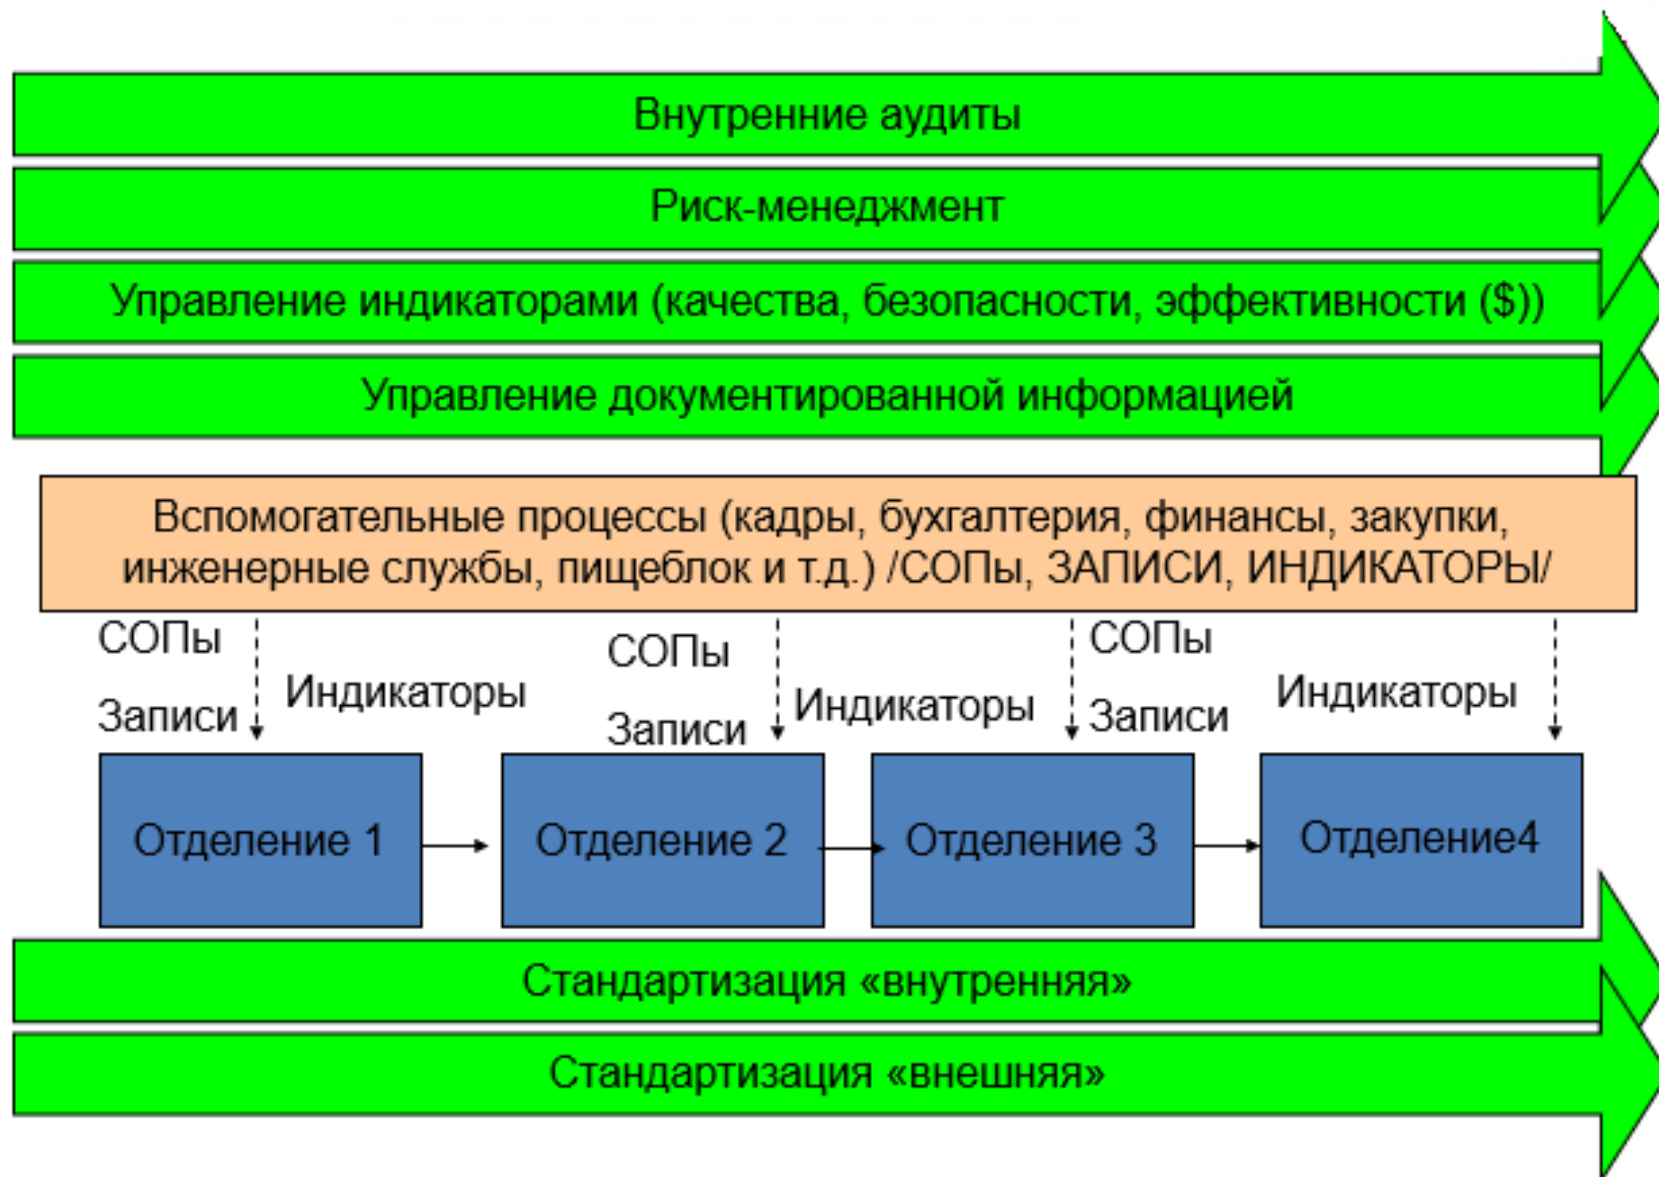 Внутренние аудиты
Риск-менеджмент
Управление индикаторами (качества, безопасности, эффективности ($))
Управление документированной информацией
Вспомогательные процессы (кадры, бухгалтерия, финансы, закупки,
инженерные службы, пищеблок и т.д.) /СОПы, ЗАПИСИ, ИНДИКАТОРЫ/
СОПы
Записи
Индикаторы
СОПы
Записи
Индикаторы
СОПы
Записи
Индикаторы
Отделение 1
Отделение 2
Отделение 3
Отделение4
Стандартизация «внутренняя»
Стандартизация «внешняя»